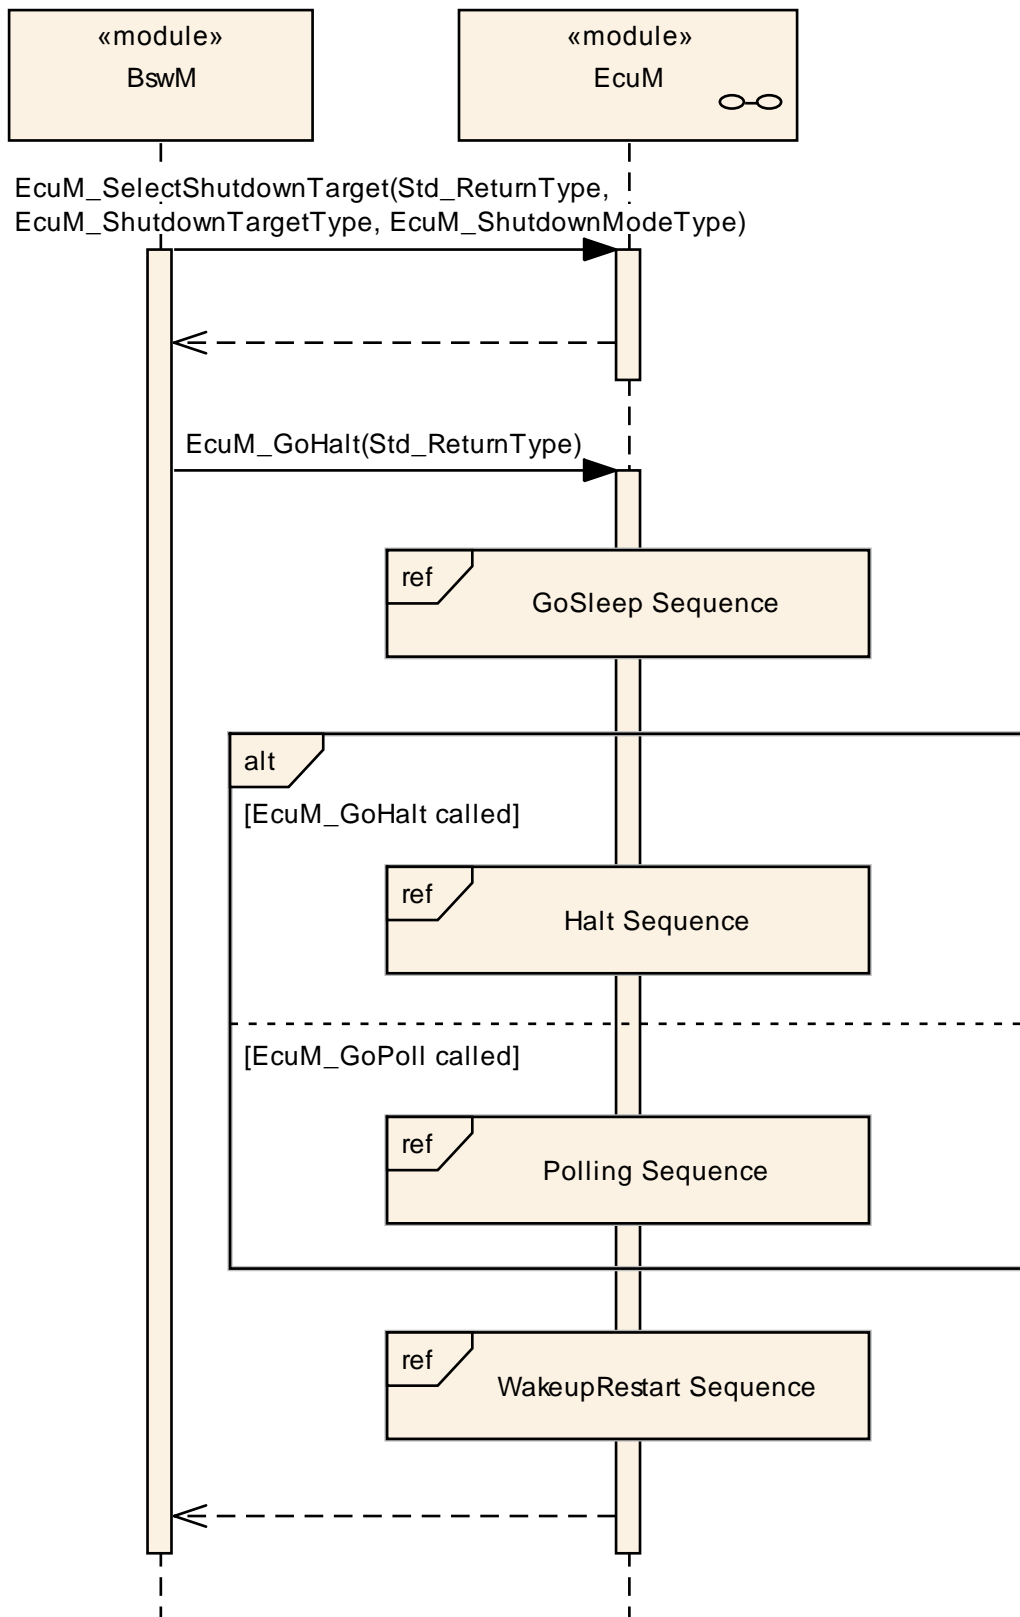 «module»
BswM
«module»
EcuM
EcuM_SelectShutdownTarget(Std_ReturnType,
EcuM_ShutdownTargetType, EcuM_ShutdownModeType)
EcuM_GoHalt(Std_ReturnType)
ref
GoSleep Sequence
alt
[EcuM_GoHalt called]
ref
Halt Sequence
[EcuM_GoPoll called]
ref
Polling Sequence
ref
WakeupRestart Sequence